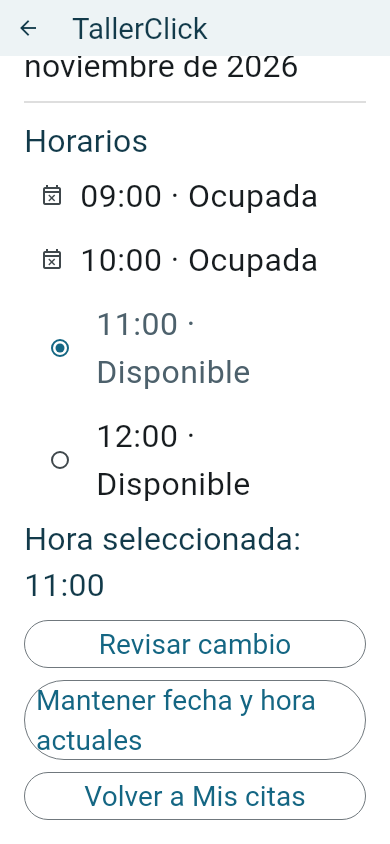 TallerClick
noviembre de 2026
Horarios
09:00 · Ocupada
10:00 · Ocupada
11:00 ·
Disponible
12:00 ·
Disponible
Hora seleccionada:
11:00
Revisar cambio
Mantener fecha y hora
actuales
Volver a Mis citas